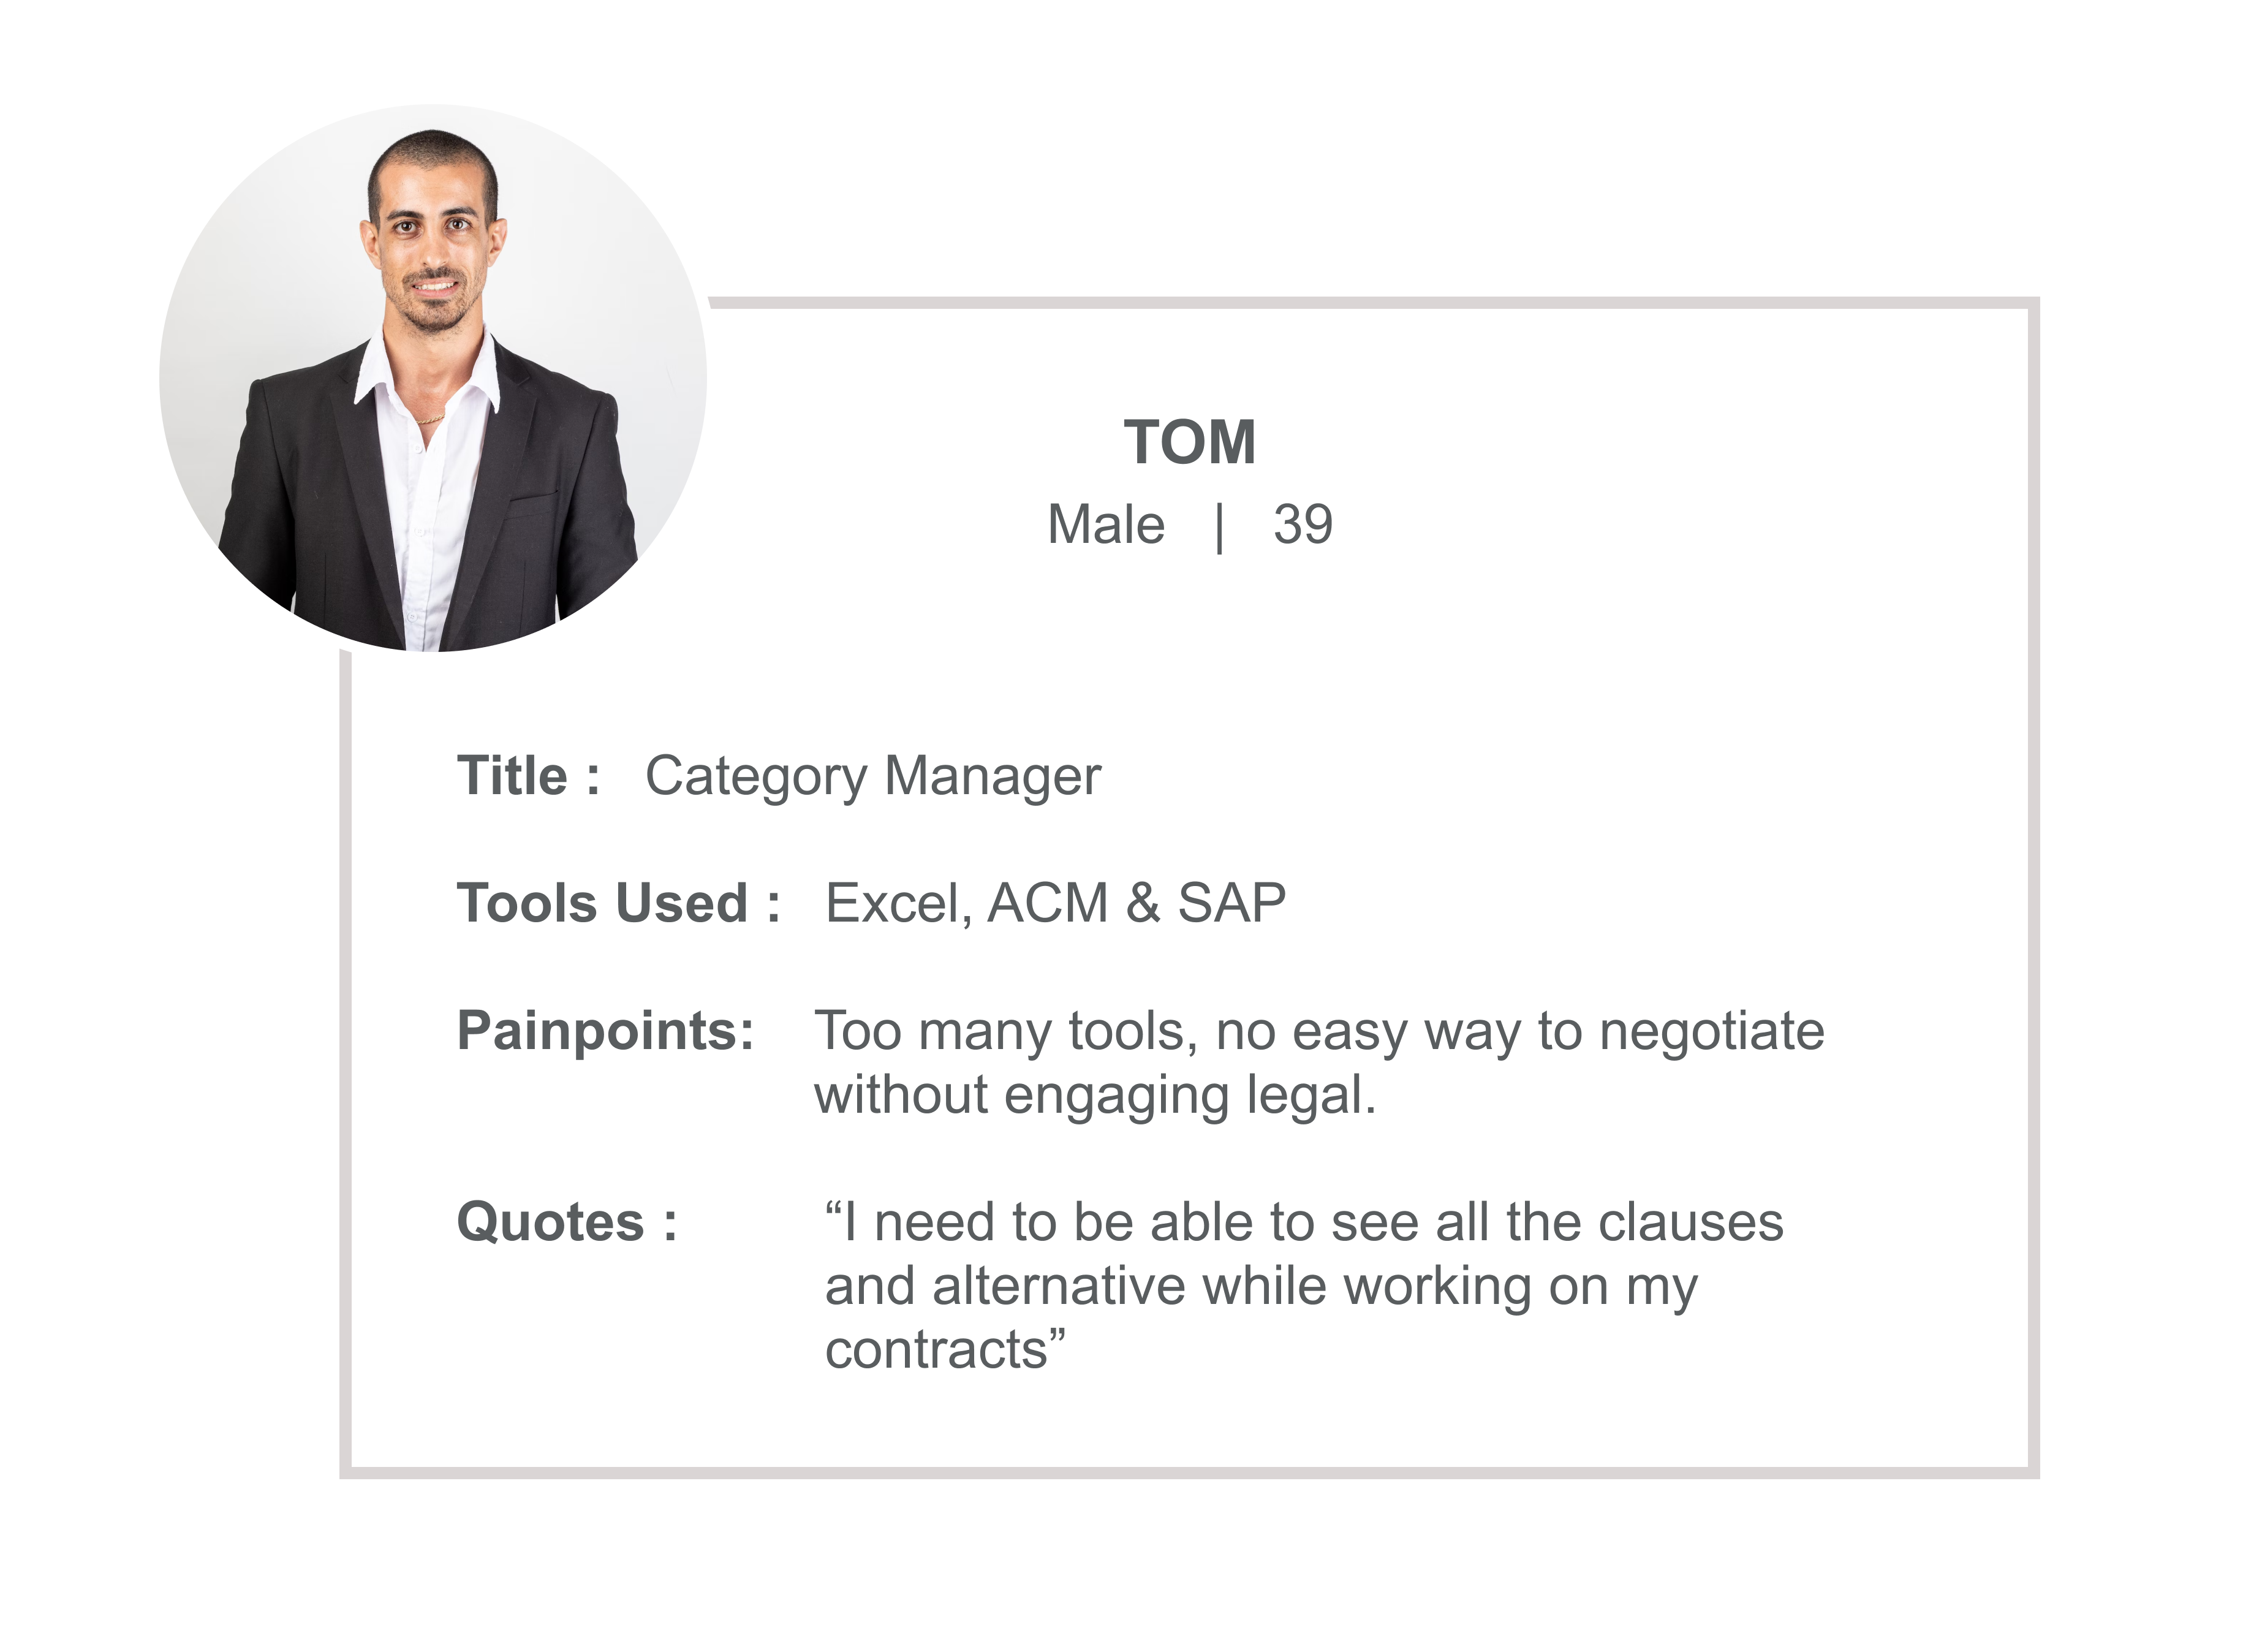 TOM
Male | 39
Title : Category Manager
Tools Used : Excel, ACM & SAP
Painpoints: Too many tools, no easy way to negotiate
without engaging legal.
Quotes : “I need to be able to see all the clauses
and alternative while working on my
contracts”